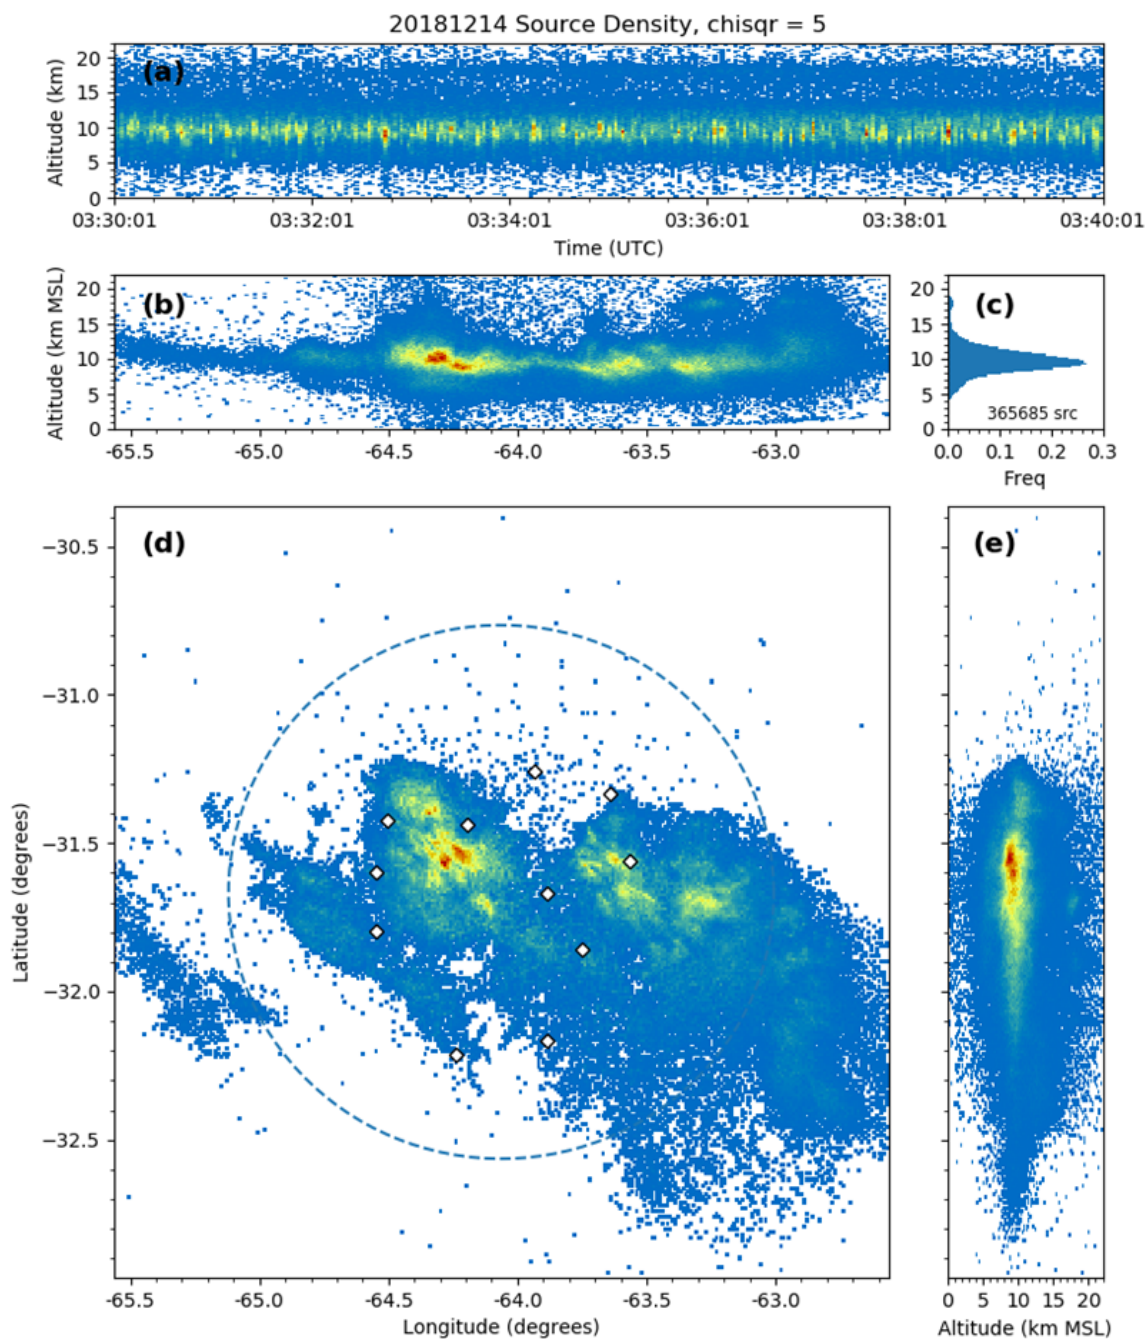 20181214 Source Density, chisqr = 5
(a)
Altitude (km)
20
15
10
5
0
03:30:01 03:32:01 03:34:01 03:36:01 03:38:01 03:40:01
Time (UTC)
(b)
Altitude (km MSL)
20
15
10
5
0
-65.5 -65.0 -64.5 -64.0 -63.5 -63.0
(c)
20
15
10
5
0
365685 src
0.0 0.1 0.2 0.3
Freq
(d)
Latitude (degrees)
−30.5
−31.0
−31.5
−32.0
−32.5
-65.5 -65.0 -64.5 -64.0 -63.5 -63.0
Longitude (degrees)
(e)
0 5 10 15 20
Altitude (km MSL)